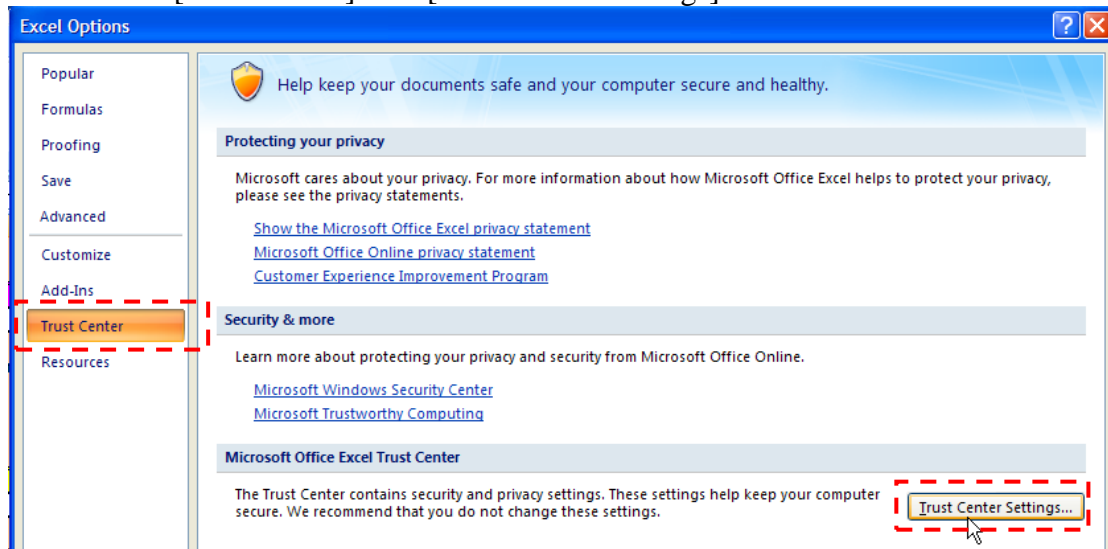 Excel Options
Popular
Formulas
Proofing
Save
Advanced
Customize
Add-Ins
Trust Center
Resources
Help keep your documents safe and your computer secure and healthy.
Protecting your privacy
Microsoft cares about your privacy. For more information about how Microsoft Office Excel helps to protect your privacy,
please see the privacy statements.
Show the Microsoft Office Excel privacy statement
Microsoft Office Online privacy statement
Customer Experience Improvement Program
Security & more
Learn more about protecting your privacy and security from Microsoft Office Online.
Microsoft Windows Security Center
Microsoft Trustworthy Computing
Microsoft Office Excel Trust Center
The Trust Center contains security and privacy settings. These settings help keep your computer
secure. We recommend that you do not change these settings.
Trust Center Settings...